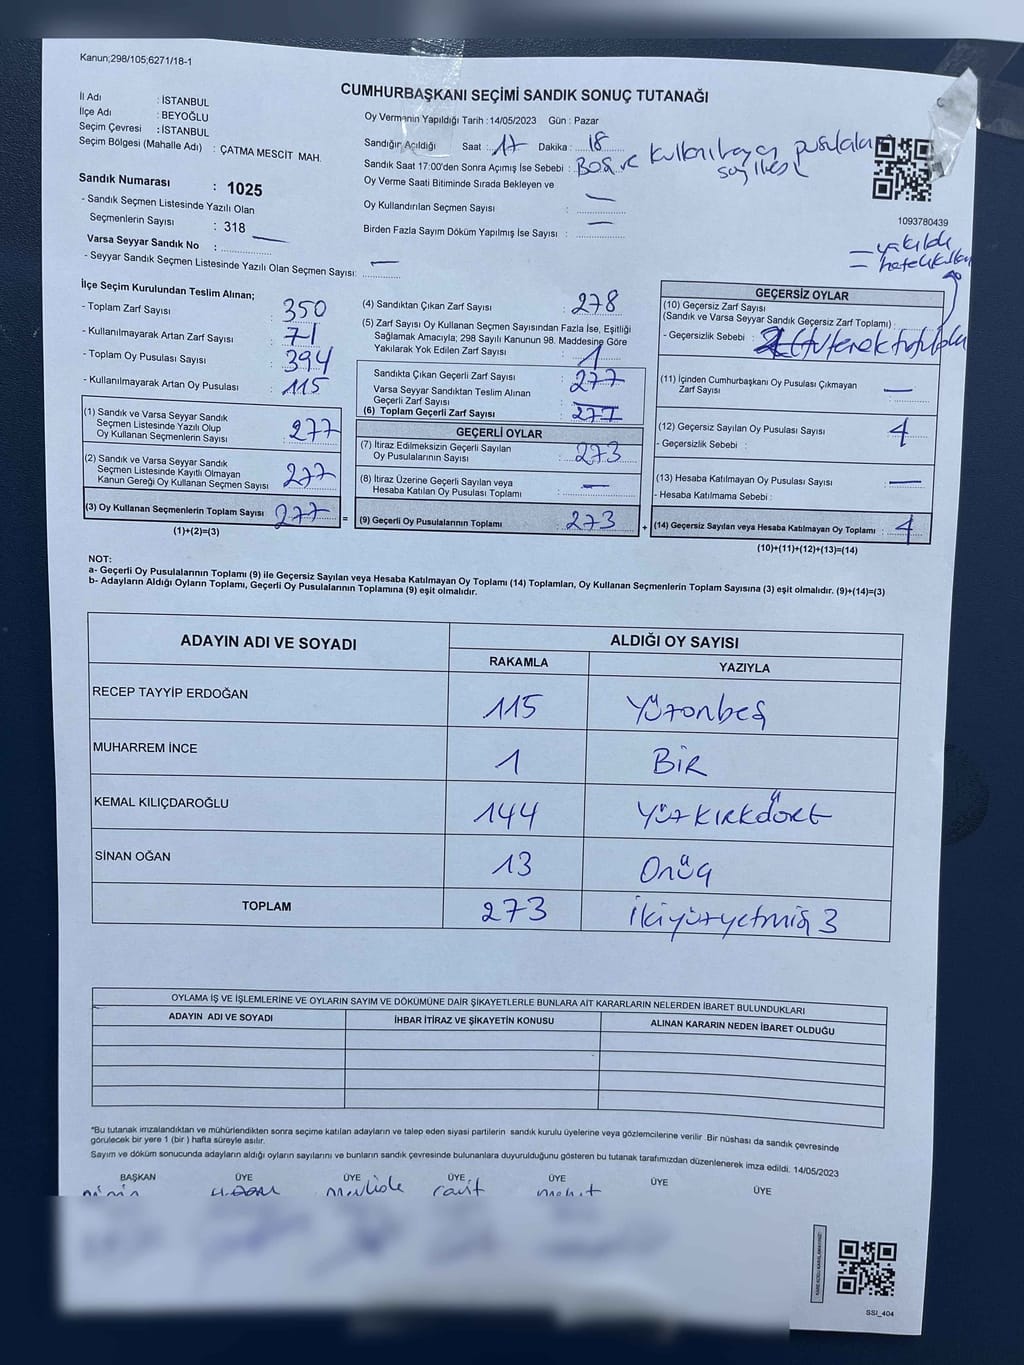 Kanun;298/105;6271/18-1
CUMHURBAŞKANI SEÇİMİ SANDIK SONUÇ TUTANAĞI
İl Adı : İSTANBUL
İlçe Adı : BEYOĞLU
Seçim Çevresi : İSTANBUL
Seçim Bölgesi (Mahalle Adı) : ÇATMA MESCİT MAH.
Sandık Numarası : 1025
- Sandık Seçmen Listesinde Yazılı Olan
Seçmenlerin Sayısı : 318
Varsa Seyyar Sandık No : —
- Seyyar Sandık Seçmen Listesinde Yazılı Olan Seçmen Sayısı: —
Oy Vermenin Yapıldığı Tarih : 14/05/2023 Gün : Pazar
Sandığın Açıldığı Saat : 17 Dakika : 18
Sandık Saat 17:00'den Sonra Açımış İse Sebebi : Boş ve kullanılmayan pusulala
sayılması
Oy Verme Saati Bitiminde Sırada Bekleyen ve
Oy Kullandırılan Seçmen Sayısı : —
Birden Fazla Sayım Döküm Yapılmış İse Sayısı : —
1093780439
= yakıldı
İlçe Seçim Kurulundan Teslim Alınan;
- Toplam Zarf Sayısı 350
- Kullanılmayarak Artan Zarf Sayısı 71
- Toplam Oy Pusulası Sayısı 394
- Kullanılmayarak Artan Oy Pusulası 115
(1) Sandık ve Varsa Seyyar Sandık
Seçmen Listesinde Yazılı Olup
Oy Kullanan Seçmenlerin Sayısı 277
(2) Sandık ve Varsa Seyyar Sandık
Seçmen Listesinde Kayıtlı Olmayan
Kanun Gereği Oy Kullanan Seçmen Sayısı 277
(3) Oy Kullanan Seçmenlerin Toplam Sayısı 277 =
(1)+(2)=(3)
(4) Sandıktan Çıkan Zarf Sayısı : 278
(5) Zarf Sayısı Oy Kullanan Seçmen Sayısından Fazla İse, Eşitliği
Sağlamak Amacıyla; 298 Sayılı Kanunun 98. Maddesine Göre
Yakılarak Yok Edilen Zarf Sayısı : 1
Sandıkta Çıkan Geçerli Zarf Sayısı : 277
Varsa Seyyar Sandıktan Teslim Alınan
Geçerli Zarf Sayısı :
(6) Toplam Geçerli Zarf Sayısı : 277
GEÇERLİ OYLAR
(7) İtiraz Edilmeksizin Geçerli Sayılan
Oy Pusulalarının Sayısı : 273
(8) İtiraz Üzerine Geçerli Sayılan veya
Hesaba Katılan Oy Pusulası Toplamı : —
(9) Geçerli Oy Pusulalarının Toplamı : 273 +
GEÇERSİZ OYLAR
(10) Geçersiz Zarf Sayısı
(Sandık ve Varsa Seyyar Sandık Geçersiz Zarf Toplamı) :
- Geçersizlik Sebebi :
(11) İçinden Cumhurbaşkanı Oy Pusulası Çıkmayan
Zarf Sayısı : —
(12) Geçersiz Sayılan Oy Pusulası Sayısı : 4
- Geçersizlik Sebebi :
(13) Hesaba Katılmayan Oy Pusulası Sayısı : —
- Hesaba Katılmama Sebebi :
(14) Geçersiz Sayılan veya Hesaba Katılmayan Oy Toplamı : 4
(10)+(11)+(12)+(13)=(14)
NOT:
a- Geçerli Oy Pusulalarının Toplamı (9) ile Geçersiz Sayılan veya Hesaba Katılmayan Oy Toplamı (14) Toplamları, Oy Kullanan Seçmenlerin Toplam Sayısına (3) eşit olmalıdır. (9)+(14)=(3)
b- Adayların Aldığı Oyların Toplamı, Geçerli Oy Pusulalarının Toplamına (9) eşit olmalıdır.
ADAYIN ADI VE SOYADI ALDIĞI OY SAYISI
RAKAMLA YAZIYLA
RECEP TAYYİP ERDOĞAN 115 Yüzonbeş
MUHARREM İNCE 1 BİR
KEMAL KILIÇDAROĞLU 144 Yüzkırkdört
SİNAN OĞAN 13 Onüç
TOPLAM 273 İkiyüzyetmiş 3
OYLAMA İŞ VE İŞLEMLERİNE VE OYLARIN SAYIM VE DÖKÜMÜNE DAİR ŞİKAYETLERLE BUNLARA AİT KARARLARIN NELERDEN İBARET BULUNDUKLARI
ADAYIN ADI VE SOYADI İHBAR İTİRAZ VE ŞİKAYETİN KONUSU ALINAN KARARIN NEDEN İBARET OLDUĞU
*Bu tutanak imzalandıktan ve mühürlendikten sonra seçime katılan adayların ve talep eden siyasi partilerin sandık kurulu üyelerine veya gözlemcilerine verilir .Bir nüshası da sandık çevresinde
görülecek bir yere 1 (bir ) hafta süreyle asılır.
Sayım ve döküm sonucunda adayların aldığı oyların sayılarını ve bunların sandık çevresinde bulunanlara duyurulduğunu gösteren bu tutanak tarafımızdan düzenlenerek imza edildi. 14/05/2023
BAŞKAN ÜYE ÜYE ÜYE ÜYE ÜYE ÜYE
SSI_404